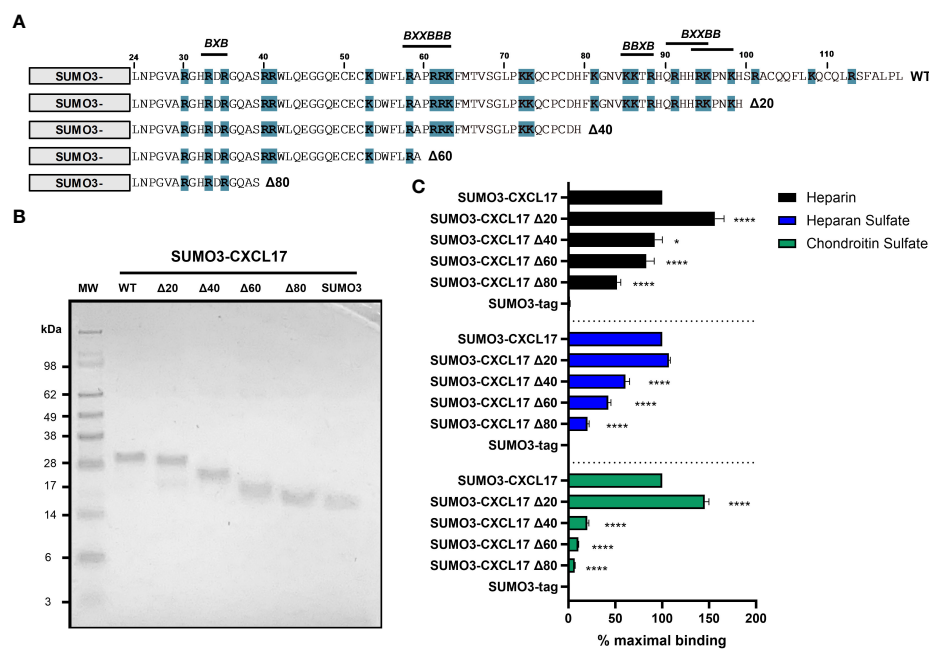 A
BXB BXXBBB BBXB BXXBB
24 30 40 50 60 70 80 90 100 110
SUMO3- LNPGVARGHRDRGQASRRWLQEGGQECECKDWFLRAPRRKFMTVSGLPKKQCPCDHFKGNVKKTRHQRHHRKPNKHSRACQQFLKQCQLRSFALPL WT
SUMO3- LNPGVARGHRDRGQASRRWLQEGGQECECKDWFLRAPRRKFMTVSGLPKKQCPCDHFKGNVKKTRHQRHHRKPNKH Δ20
SUMO3- LNPGVARGHRDRGQASRRWLQEGGQECECKDWFLRAPRRKFMTVSGLPKKQCPCDH Δ40
SUMO3- LNPGVARGHRDRGQASRRWLQEGGQECECKDWFLRA Δ60
SUMO3- LNPGVARGHRDRGQAS Δ80
B
SUMO3-CXCL17
MW WT Δ20 Δ40 Δ60 Δ80 SUMO3
kDa
98
62
49
38
28
17
14
6
3
C
SUMO3-CXCL17
SUMO3-CXCL17 Δ20 ****
SUMO3-CXCL17 Δ40 *
SUMO3-CXCL17 Δ60 ****
SUMO3-CXCL17 Δ80 ****
SUMO3-tag
SUMO3-CXCL17
SUMO3-CXCL17 Δ20
SUMO3-CXCL17 Δ40 ****
SUMO3-CXCL17 Δ60 ****
SUMO3-CXCL17 Δ80 ****
SUMO3-tag
SUMO3-CXCL17
SUMO3-CXCL17 Δ20 ****
SUMO3-CXCL17 Δ40 ****
SUMO3-CXCL17 Δ60 ****
SUMO3-CXCL17 Δ80 ****
SUMO3-tag
0 50 100 150 200
% maximal binding
Heparin
Heparan Sulfate
Chondroitin Sulfate